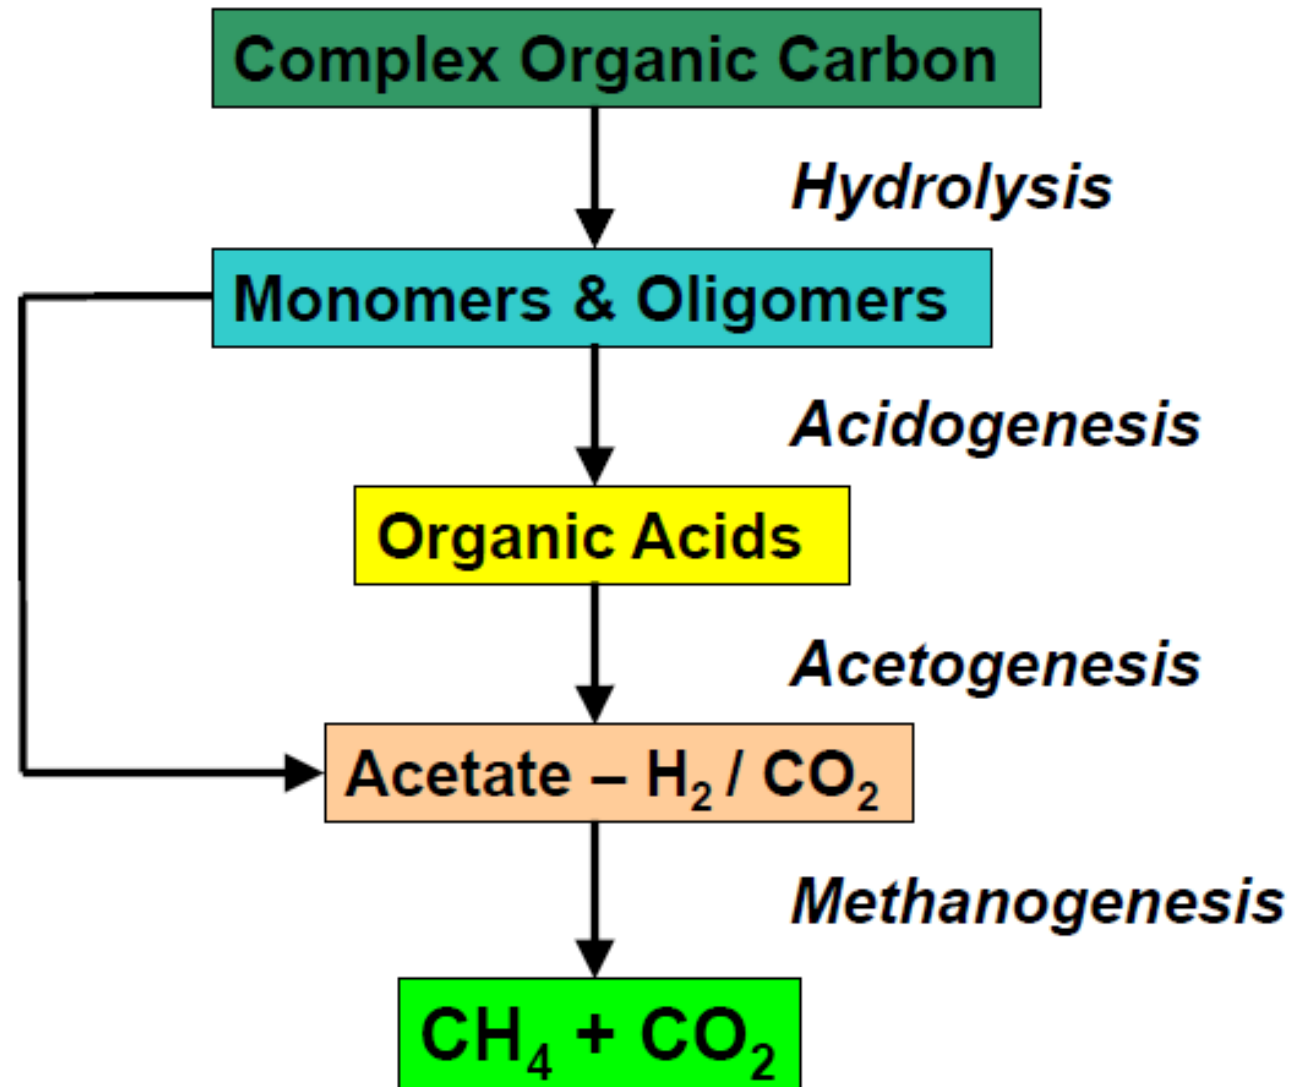 Complex Organic Carbon
Hydrolysis
Monomers & Oligomers
Acidogenesis
Organic Acids
Acetogenesis
Acetate – H₂ / CO₂
Methanogenesis
CH₄ + CO₂